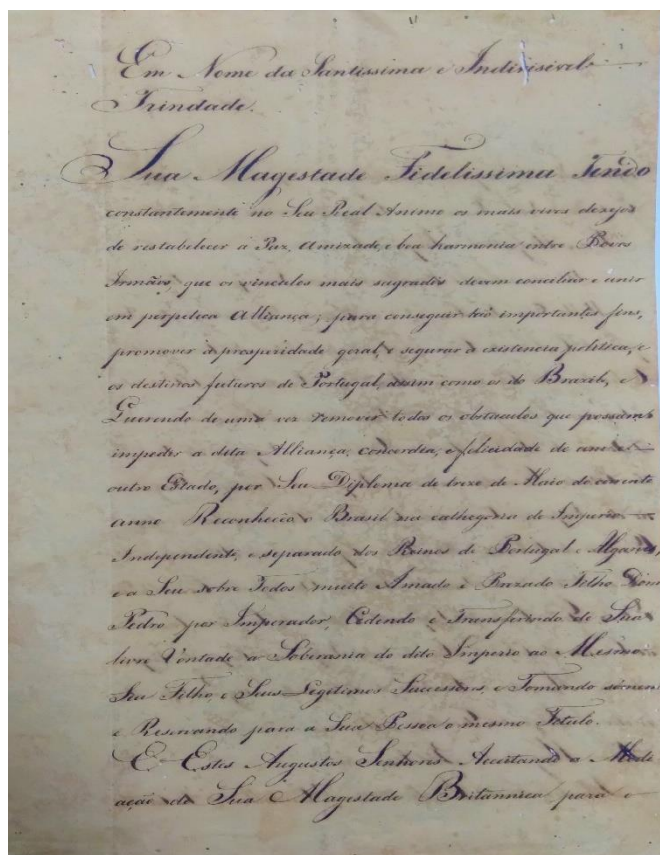 Em Nome da Santissima e Indivisivel
Trindade.
Sua Magestade Fidelissima Tendo
constantemente no Seu Real Animo os mais vivos dezejos
de restabelecer a Paz, Amizade, e boa harmonia entre Povos
Irmãos, que os vinculos mais sagrados devem conciliar e unir
em perpetua Alliança; para conseguir tão importantes fins,
promover a prosperidade geral, e segurar a existencia politica, e
os destinos futuros de Portugal, assim como os do Brazil, e
Querendo de uma vez remover todos os obstaculos que possam
impedir a dita Alliança, concordia, e felicidade de um e
outro Estado, por Seu Diploma de treze de Maio do corrente
anno Reconheceo o Brasil na cathegoria de Imperio
Independente, e separado dos Reinos de Portugal e Algarves,
e a Seu sobre Todos muito Amado e Prezado Filho Dom
Pedro por Imperador, Cedendo e Transferindo de Sua
livre Vontade a Soberania do dito Imperio ao Mesmo
Seu Filho, e Seus Legitimos Sucessores, e Tomando sómen
e Reservando para a Sua Pessoa o mesmo Titulo.
E Estes Augustos Senhores Aceitando a Medi
ação de Sua Magestade Britannica para o